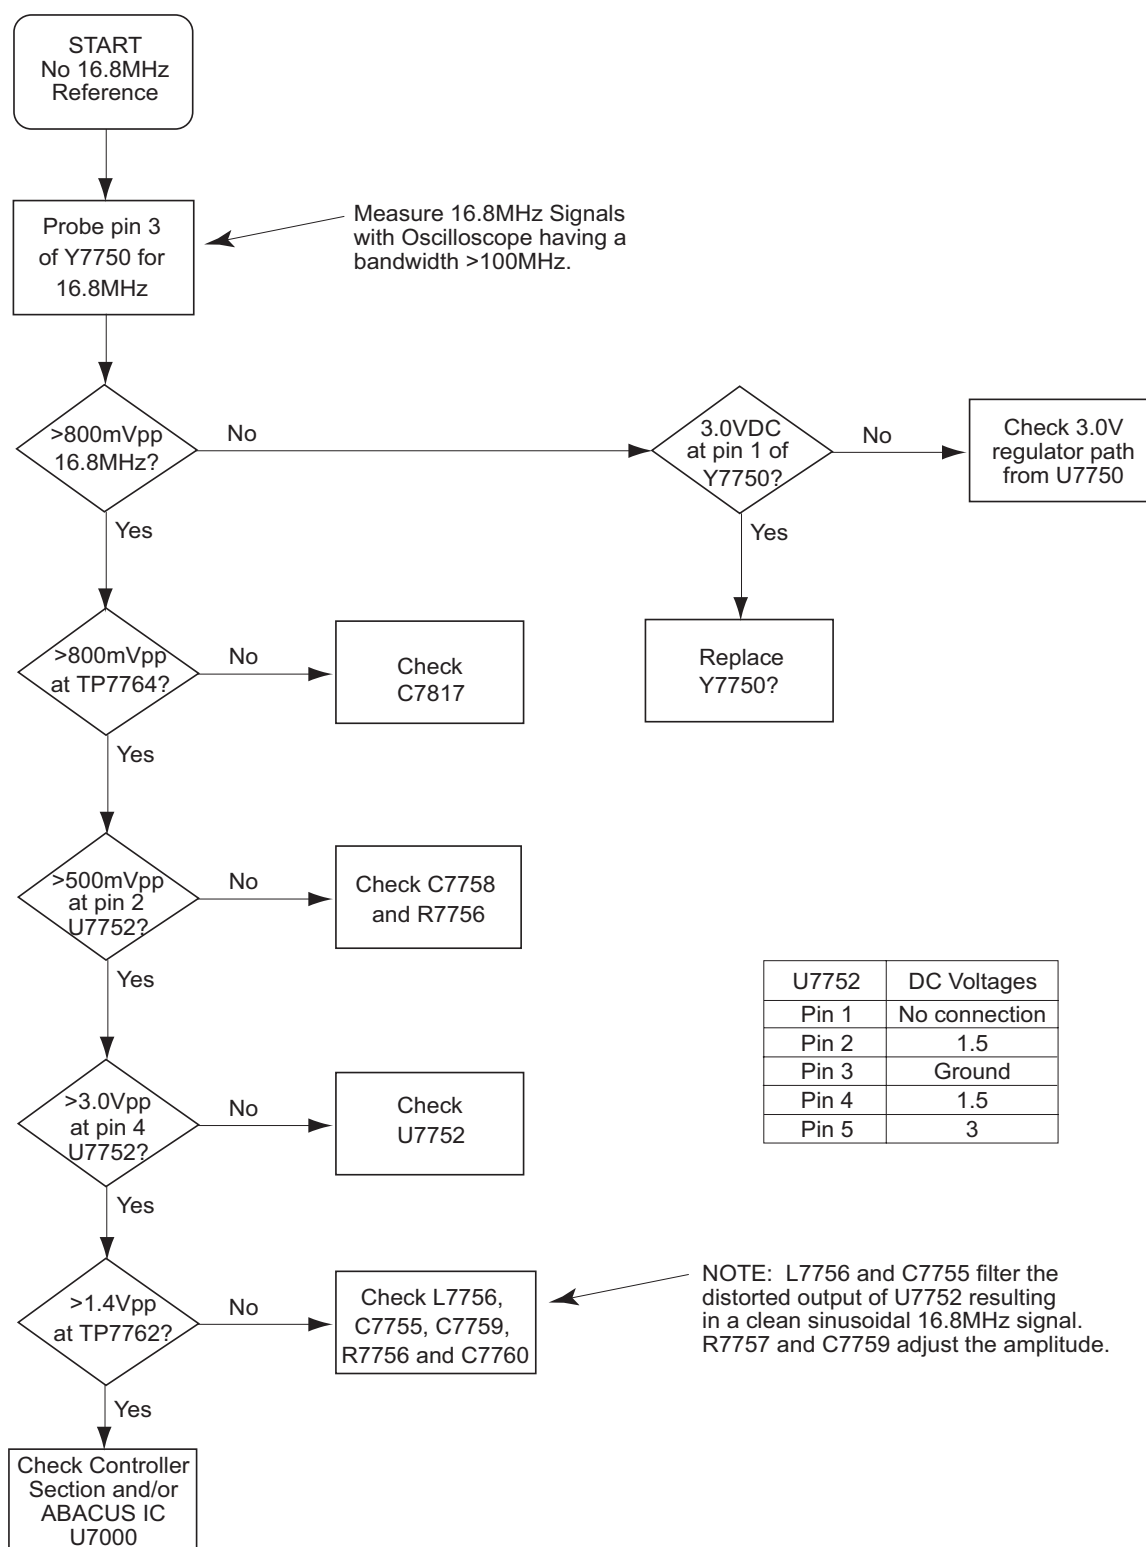 START
No 16.8MHz
Reference
Probe pin 3
of Y7750 for
16.8MHz
Measure 16.8MHz Signals
with Oscilloscope having a
bandwidth >100MHz.
>800mVpp
16.8MHz?
No
3.0VDC
at pin 1 of
Y7750?
No
Check 3.0V
regulator path
from U7750
Yes
Yes
Replace
Y7750?
>800mVpp
at TP7764?
No
Check
C7817
Yes
>500mVpp
at pin 2
U7752?
No
Check C7758
and R7756
Yes
U7752 DC Voltages
Pin 1 No connection
Pin 2 1.5
Pin 3 Ground
Pin 4 1.5
Pin 5 3
>3.0Vpp
at pin 4
U7752?
No
Check
U7752
Yes
>1.4Vpp
at TP7762?
No
Check L7756,
C7755, C7759,
R7756 and C7760
NOTE: L7756 and C7755 filter the
distorted output of U7752 resulting
in a clean sinusoidal 16.8MHz signal.
R7757 and C7759 adjust the amplitude.
Yes
Check Controller
Section and/or
ABACUS IC
U7000